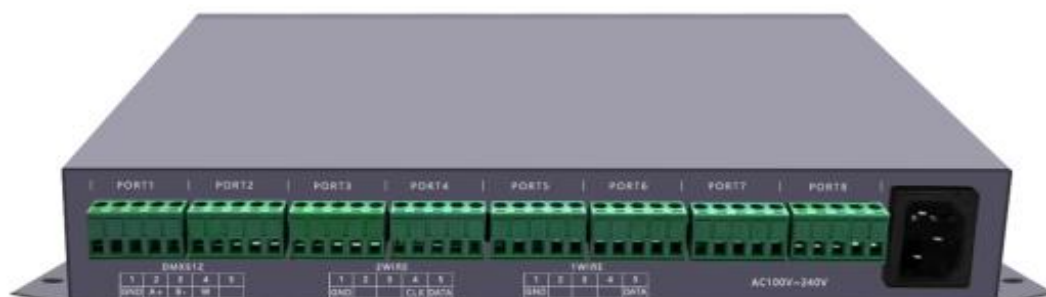 PORT1 PORT2 PORT3 PORT4 PORT5 PORT6 PORT7 PORT8
DMX512 2WIRE 1WIRE
1 2 3 4 5 1 2 3 4 5 1 2 3 4 5
GND A+ B- W GND CLK DATA GND DATA
AC100V~240V